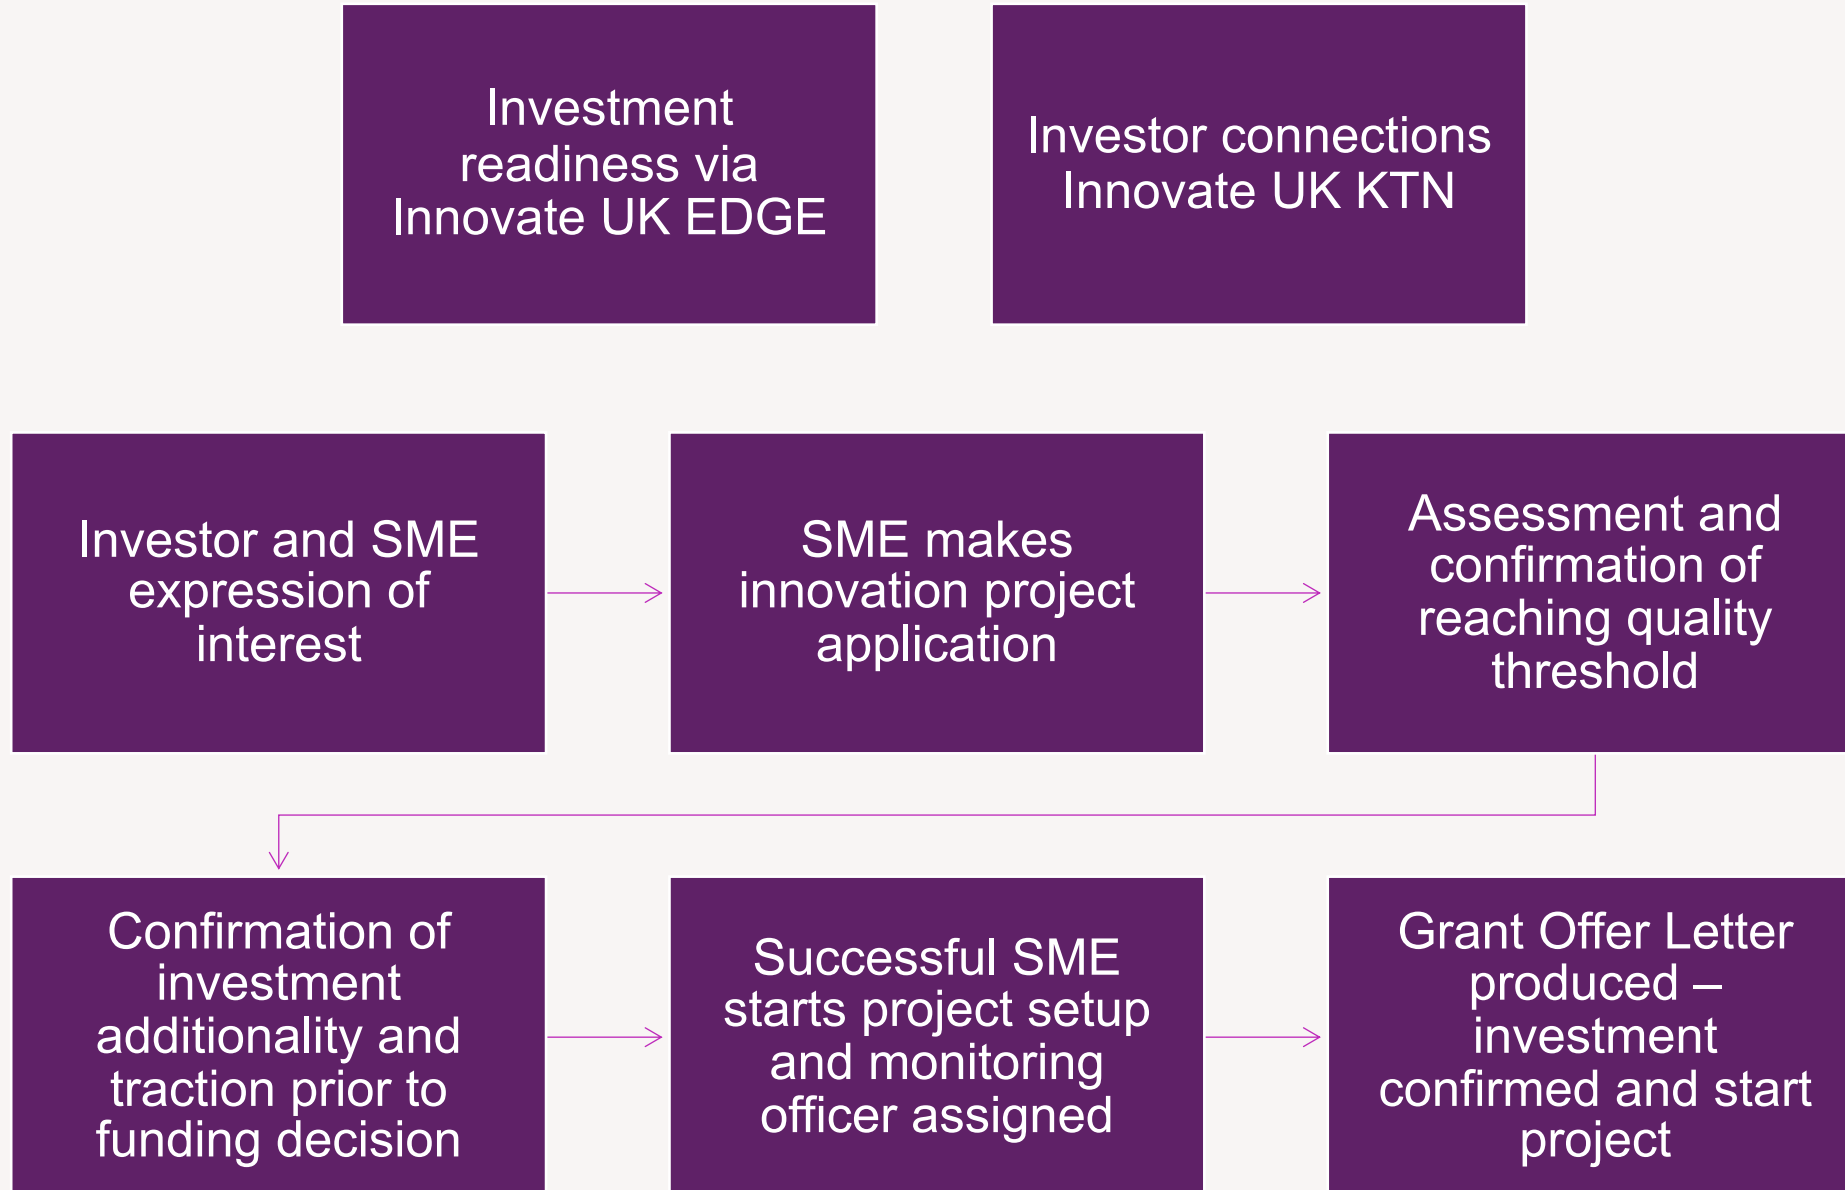 Investment
readiness via
Innovate UK EDGE
Investor connections
Innovate UK KTN
Investor and SME
expression of
interest
SME makes
innovation project
application
Assessment and
confirmation of
reaching quality
threshold
Confirmation of
investment
additionality and
traction prior to
funding decision
Successful SME
starts project setup
and monitoring
officer assigned
Grant Offer Letter
produced –
investment
confirmed and start
project